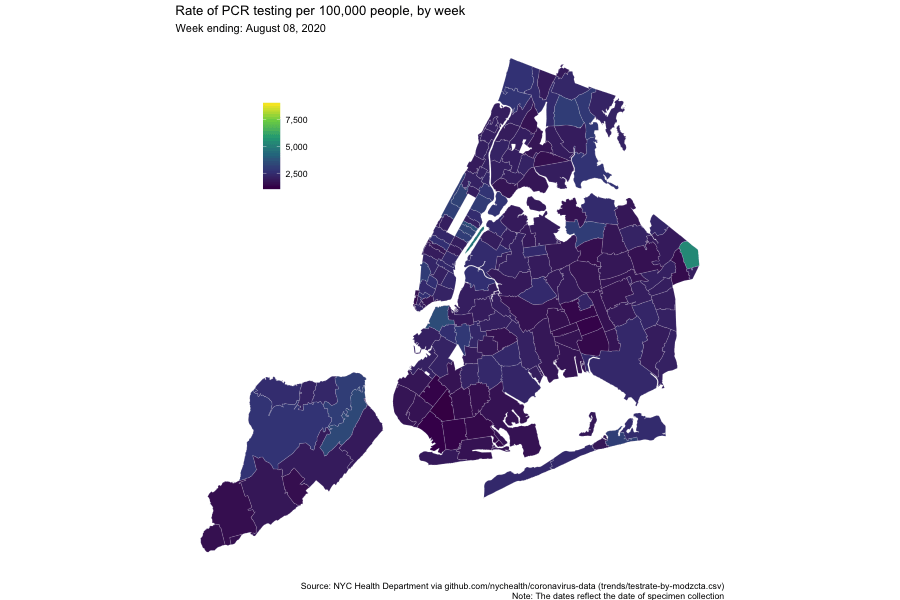 Rate of PCR testing per 100,000 people, by week
Week ending: August 08, 2020
7,500
5,000
2,500
Source: NYC Health Department via github.com/nychealth/coronavirus-data (trends/testrate-by-modzcta.csv)
Note: The dates reflect the date of specimen collection